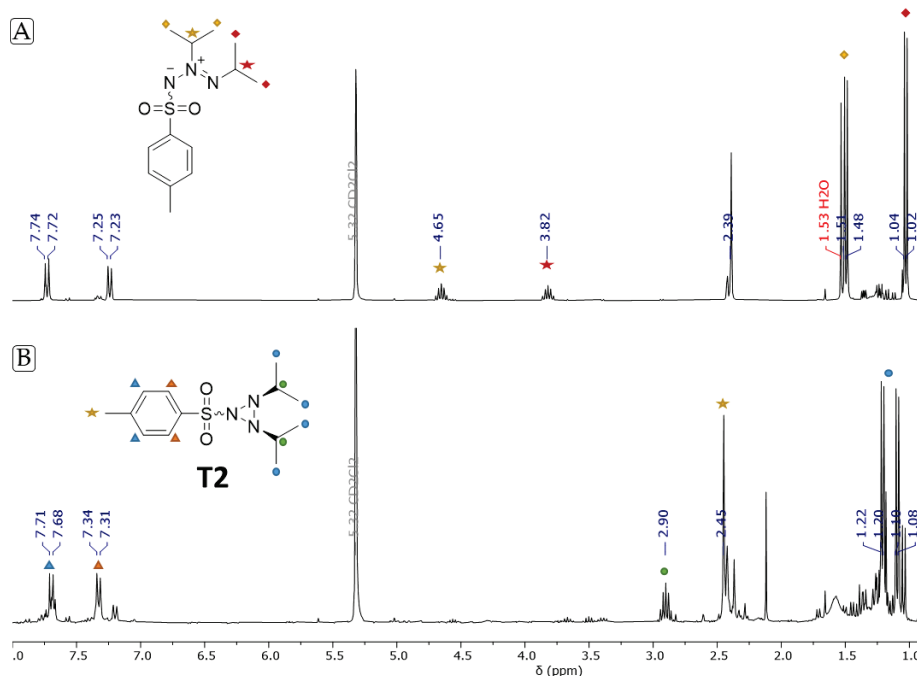 A
N
−
N
+
N
O
S
O
7.74
7.72
7.25
7.23
5.32 CD2Cl2
4.65
3.82
2.39
1.53 H2O
1.51
1.48
1.04
1.02
B
O
S
O
N
N
N
T2
7.71
7.68
7.34
7.31
5.32 CD2Cl2
2.90
2.45
1.22
1.20
1.10
1.08
.0 7.5 7.0 6.5 6.0 5.5 5.0 4.5 4.0 3.5 3.0 2.5 2.0 1.5 1.0
δ (ppm)